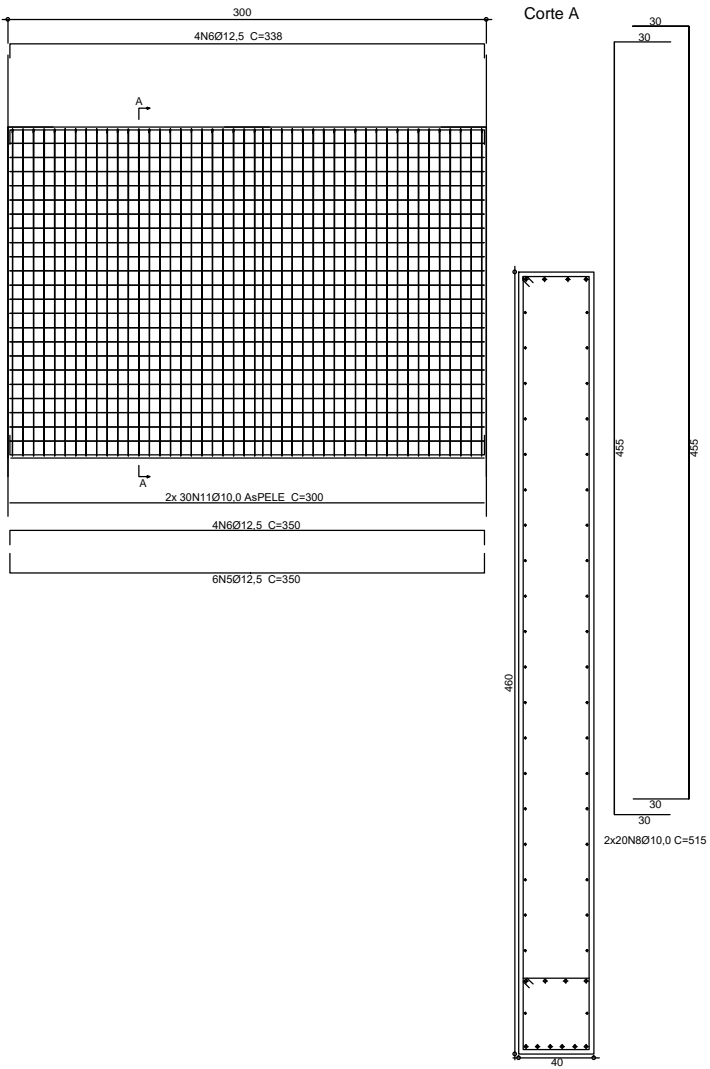 300
4N6Ø12,5 C=338
A
A
2x 30N11Ø10,0 AsPELE C=300
4N6Ø12,5 C=350
6N5Ø12,5 C=350
Corte A
460
40
30
30
455
455
30
30
2x20N8Ø10,0 C=515